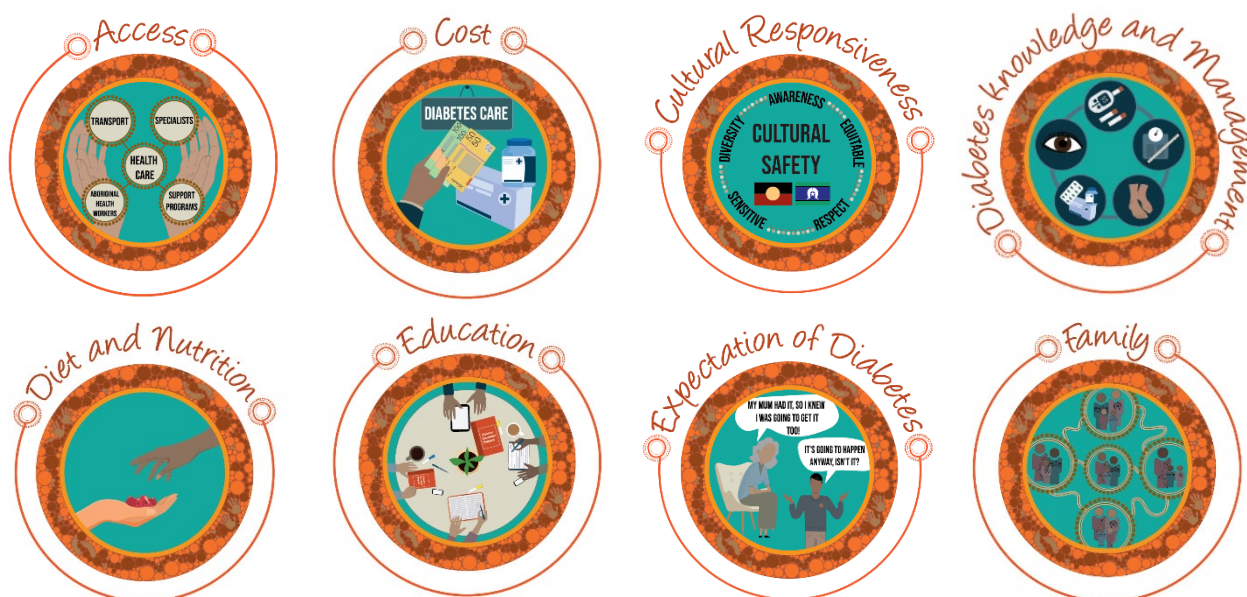 Access
TRANSPORT
SPECIALISTS
HEALTH
CARE
ABORIGINAL
HEALTH
WORKERS
SUPPORT
PROGRAMS
Cost
DIABETES CARE
Cultural Responsiveness
AWARENESS
DIVERSITY
EQUITABLE
CULTURAL
SAFETY
SENSITIVE
RESPECT
Diabetes Knowledge and Management
Diet and Nutrition
Education
Expectation of Diabetes
MY MUM HAD IT, SO I KNEW
I WAS GOING TO GET IT
TOO!
IT'S GOING TO HAPPEN
ANYWAY, ISN'T IT?
Family